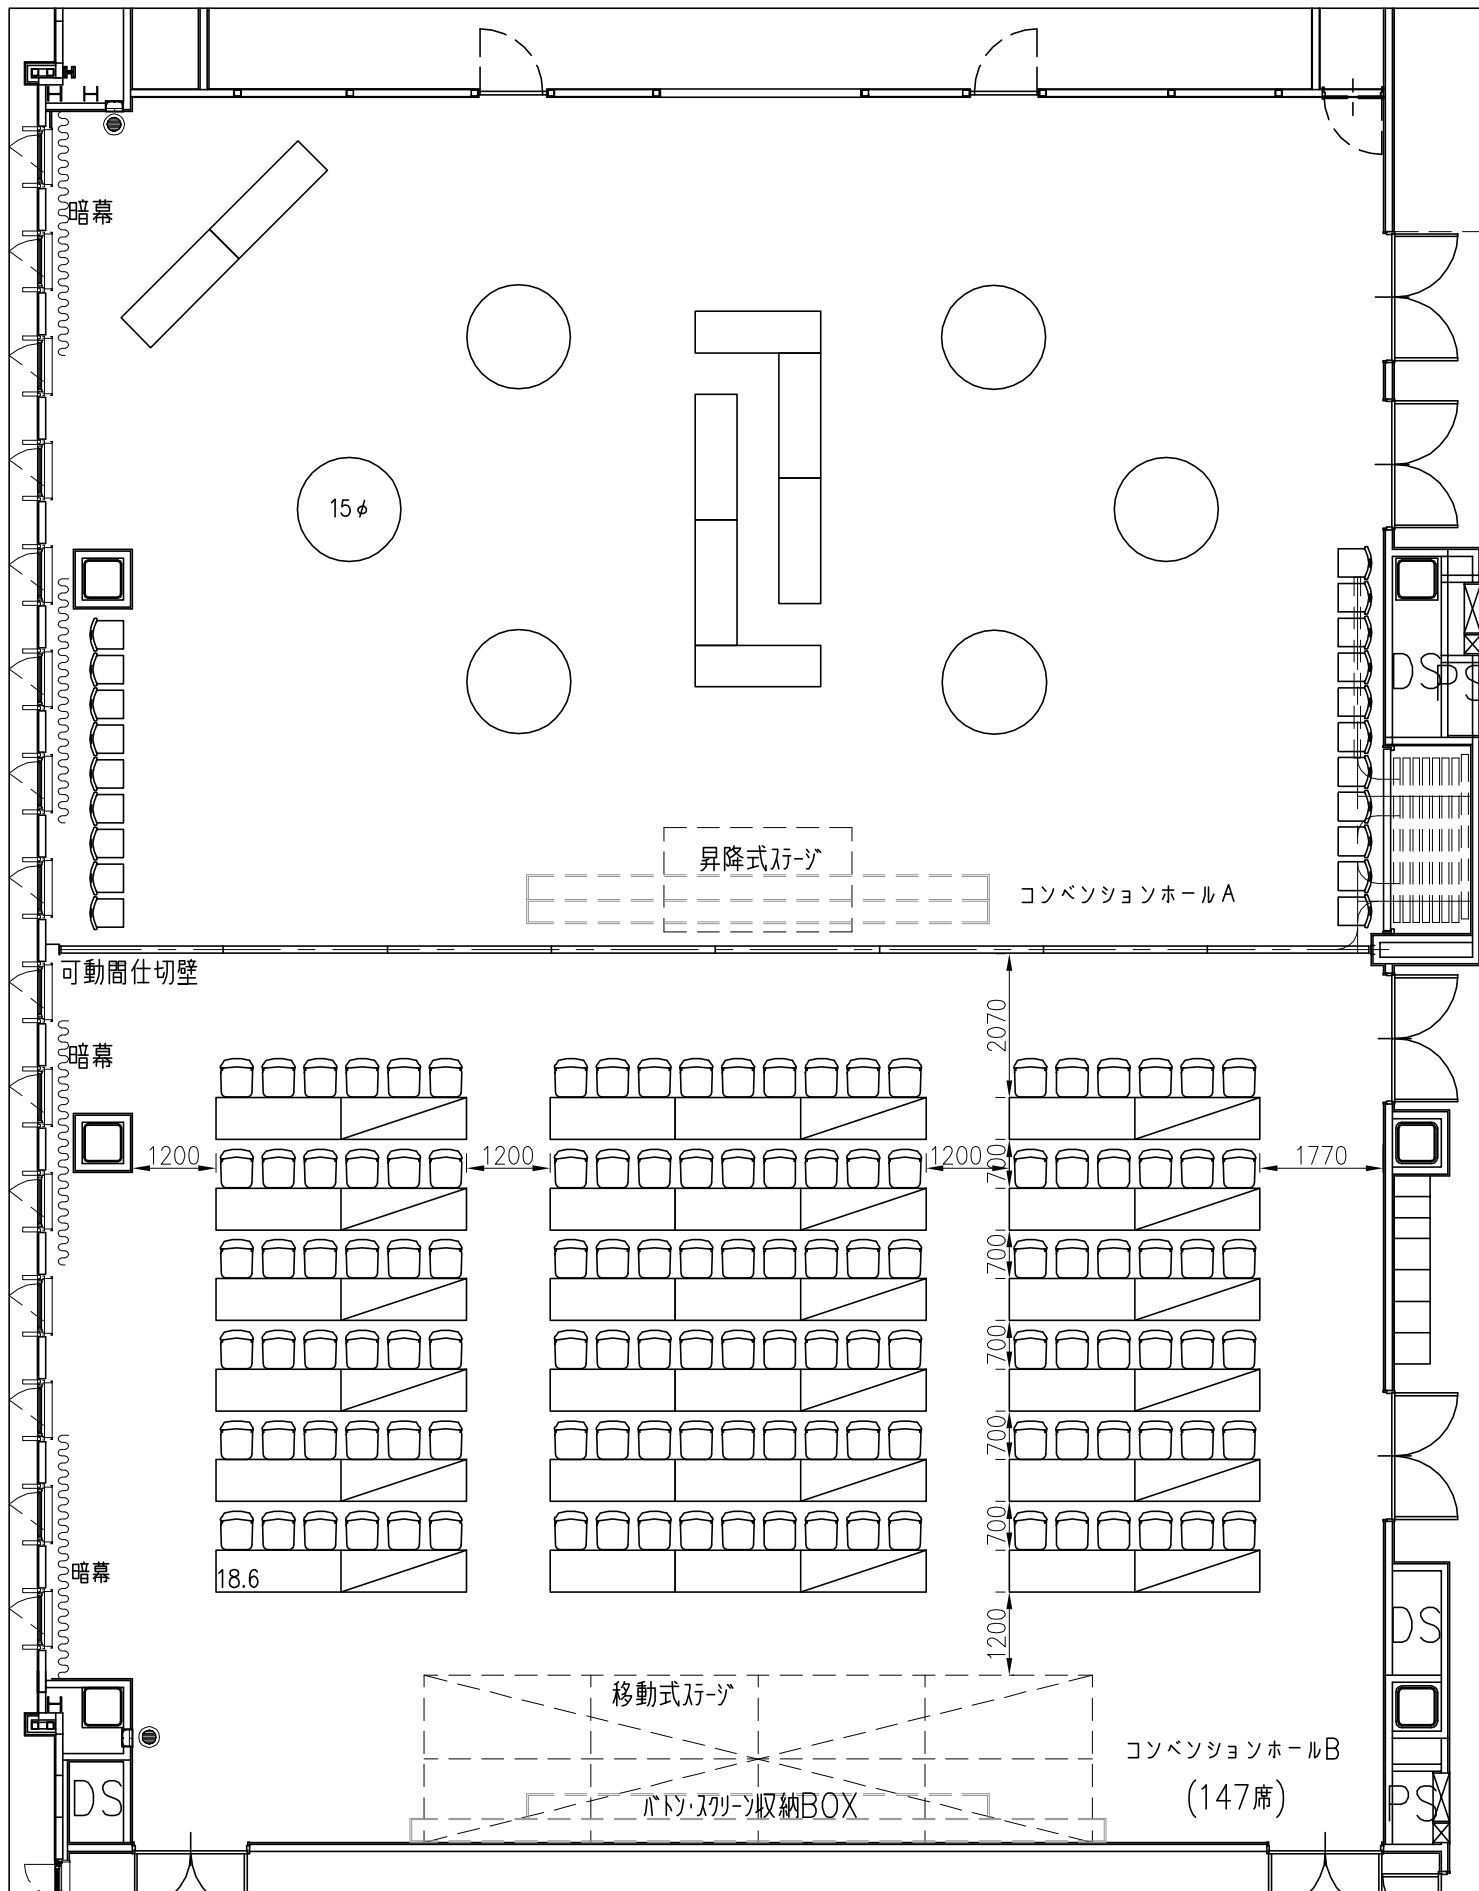 暗幕
15φ
DS
PS
昇降式ステージ
コンベンションホールA
可動間仕切壁
2070
暗幕
1200
1200
1200
700
1770
700
700
700
700
18.6
暗幕
1200
DS
移動式ステージ
コンベンションホールB
(147席)
DS
バトン・スクリーン収納BOX
PS